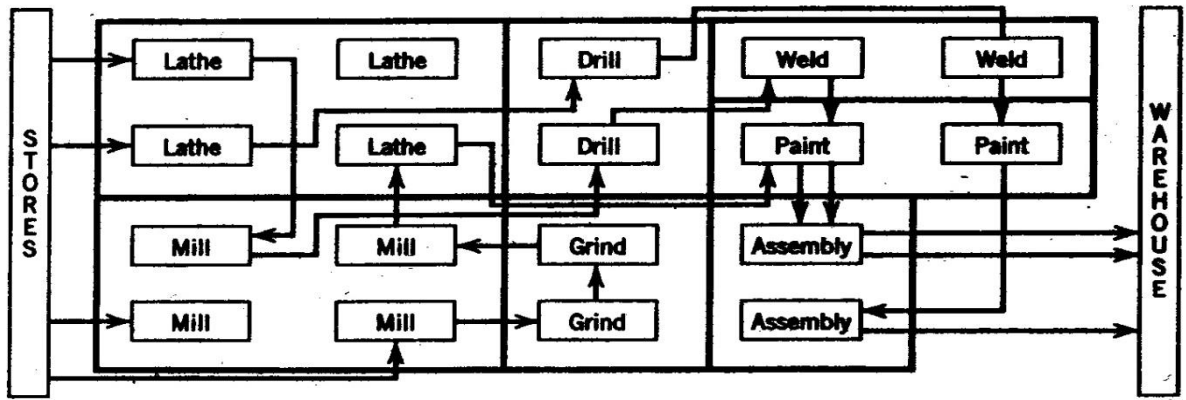 STORES
Lathe
Lathe
Drill
Weld
Weld
Lathe
Lathe
Drill
Paint
Paint
Mill
Mill
Grind
Assembly
Mill
Mill
Grind
Assembly
WAREHOUSE